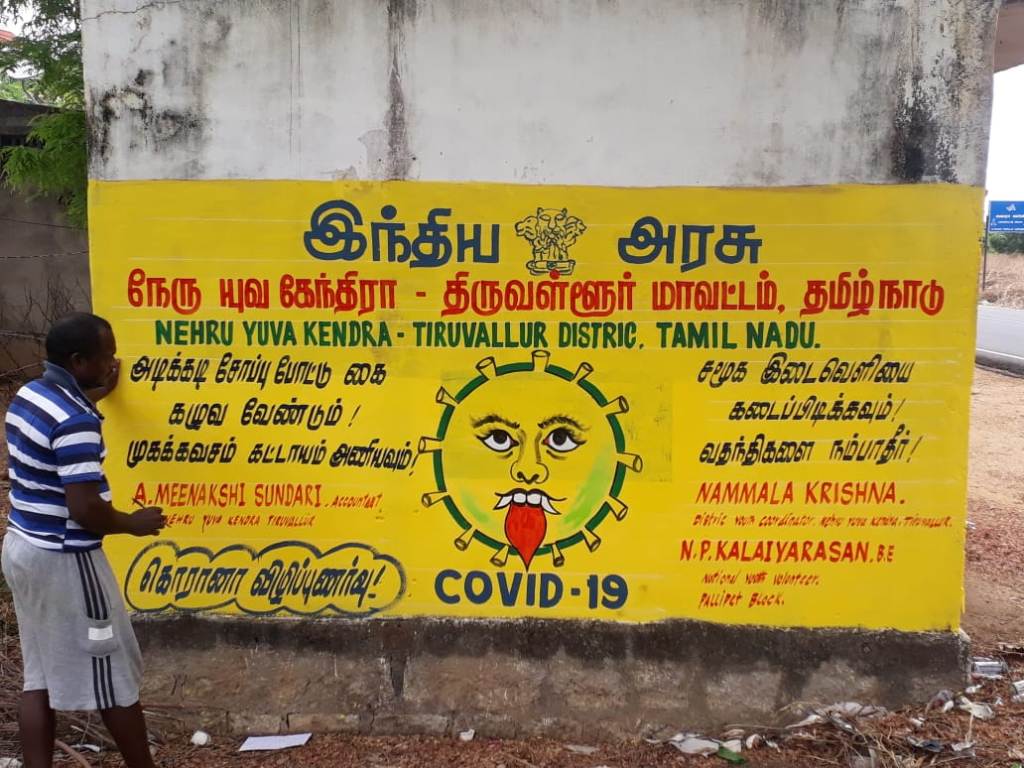 இந்திய அரசு
நேரு யுவ கேந்திரா - திருவள்ளூர் மாவட்டம், தமிழ்நாடு
NEHRU YUVA KENDRA - TIRUVALLUR DISTRIC, TAMIL NADU.
அடிக்கடி சோப்பு போட்டு கை
கழுவ வேண்டும்!
முகக்கவசம் கட்டாயம் அணியவும்!
A. MEENAKSHI SUNDARI, ACCOUNTANT,
NEHRU YUVA KENDRA TIRUVALLUR
கொரானா விழிப்புணர்வு!
COVID-19
சமூக இடைவெளியை
கடைப்பிடிக்கவும்!
வதந்திகளை நம்பாதீர்!
NAMMALA KRISHNA.
District youth coordinator, Nehru Yuva Kendra, Tiruvallur.
N.P. KALAIYARASAN, B.E
National youth volunteer.
Pallipet Block.